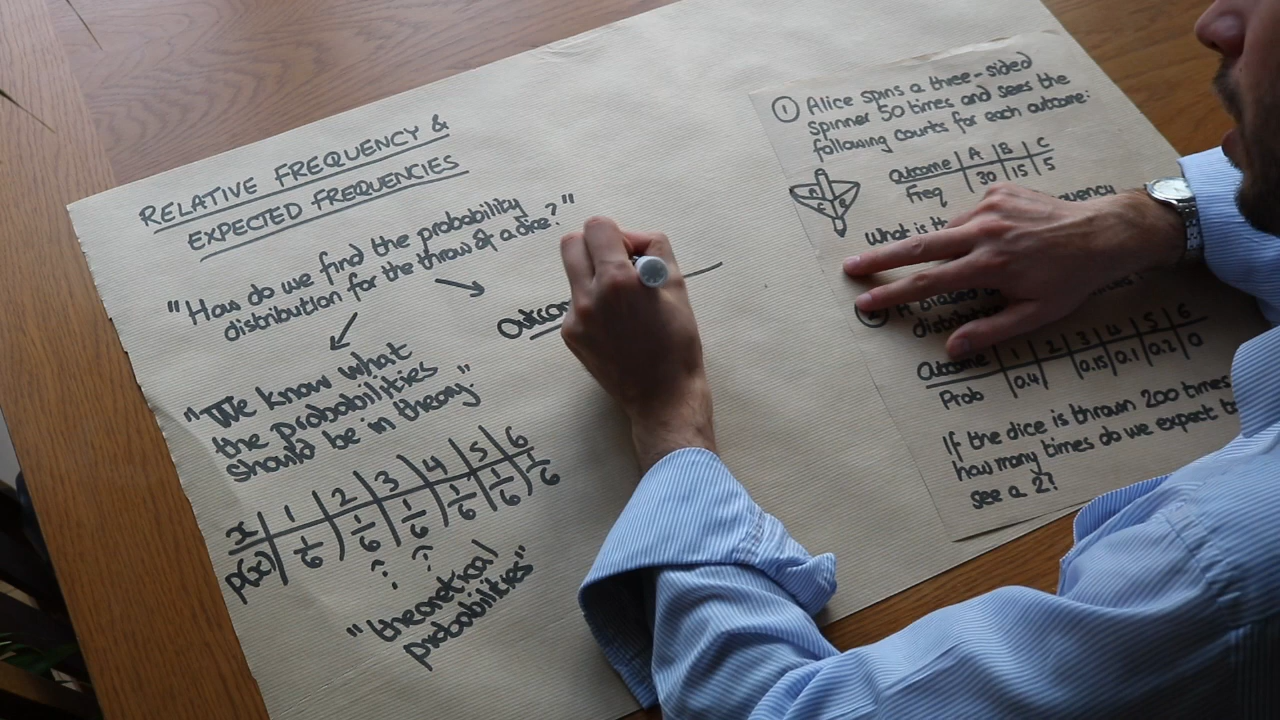 RELATIVE FREQUENCY &
EXPECTED FREQUENCIES
"How do we find the probability
distribution for the throw of a dice?"
"We know what
the probabilities
should be in theory."
x | 1 | 2 | 3 | 4 | 5 | 6
p(x) | 1/6 | 1/6 | 1/6 | 1/6 | 1/6 | 1/6
? ?
"theoretical
probabilities"
① Alice spins a three-sided
spinner 50 times and sees the
following counts for each outcome:
Outcome | A | B | C
Freq | 30 | 15 | 5
A B C
What is
② A biased
Outcome | 1 | 2 | 3 | 4 | 5 | 6
Prob | 0.4 | | 0.15 | 0.1 | 0.2 | 0
If the dice is thrown 200 times
how many times do we expect to
see a 2?